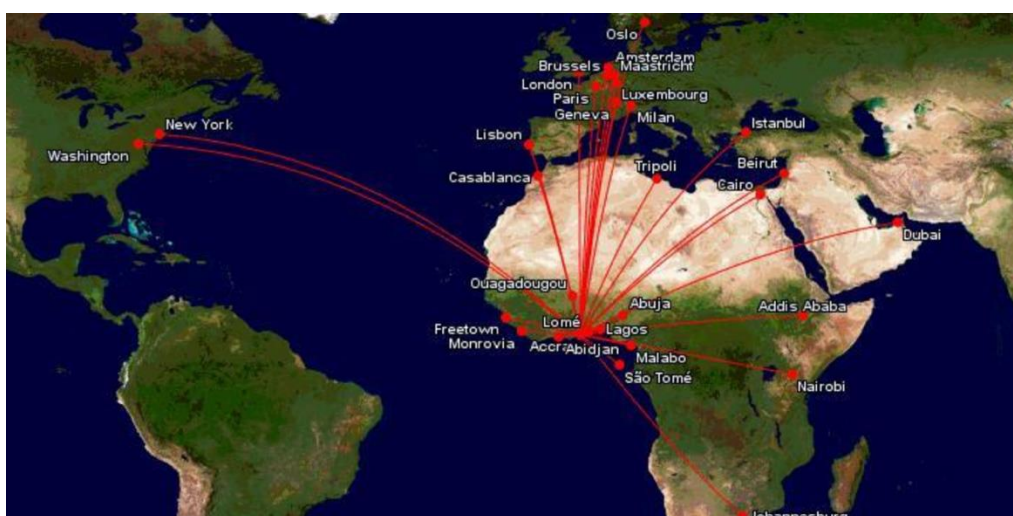 Oslo
Amsterdam
Brussels
Maastricht
London
Paris
Luxembourg
Geneva
Milan
New York
Istanbul
Lisbon
Washington
Beirut
Tripoli
Casablanca
Cairo
Dubai
Ouagadougou
Abuja
Addis Ababa
Lomé
Freetown
Lagos
Monrovia
Accra
Abidjan
Malabo
São Tomé
Nairobi
Johannesburg